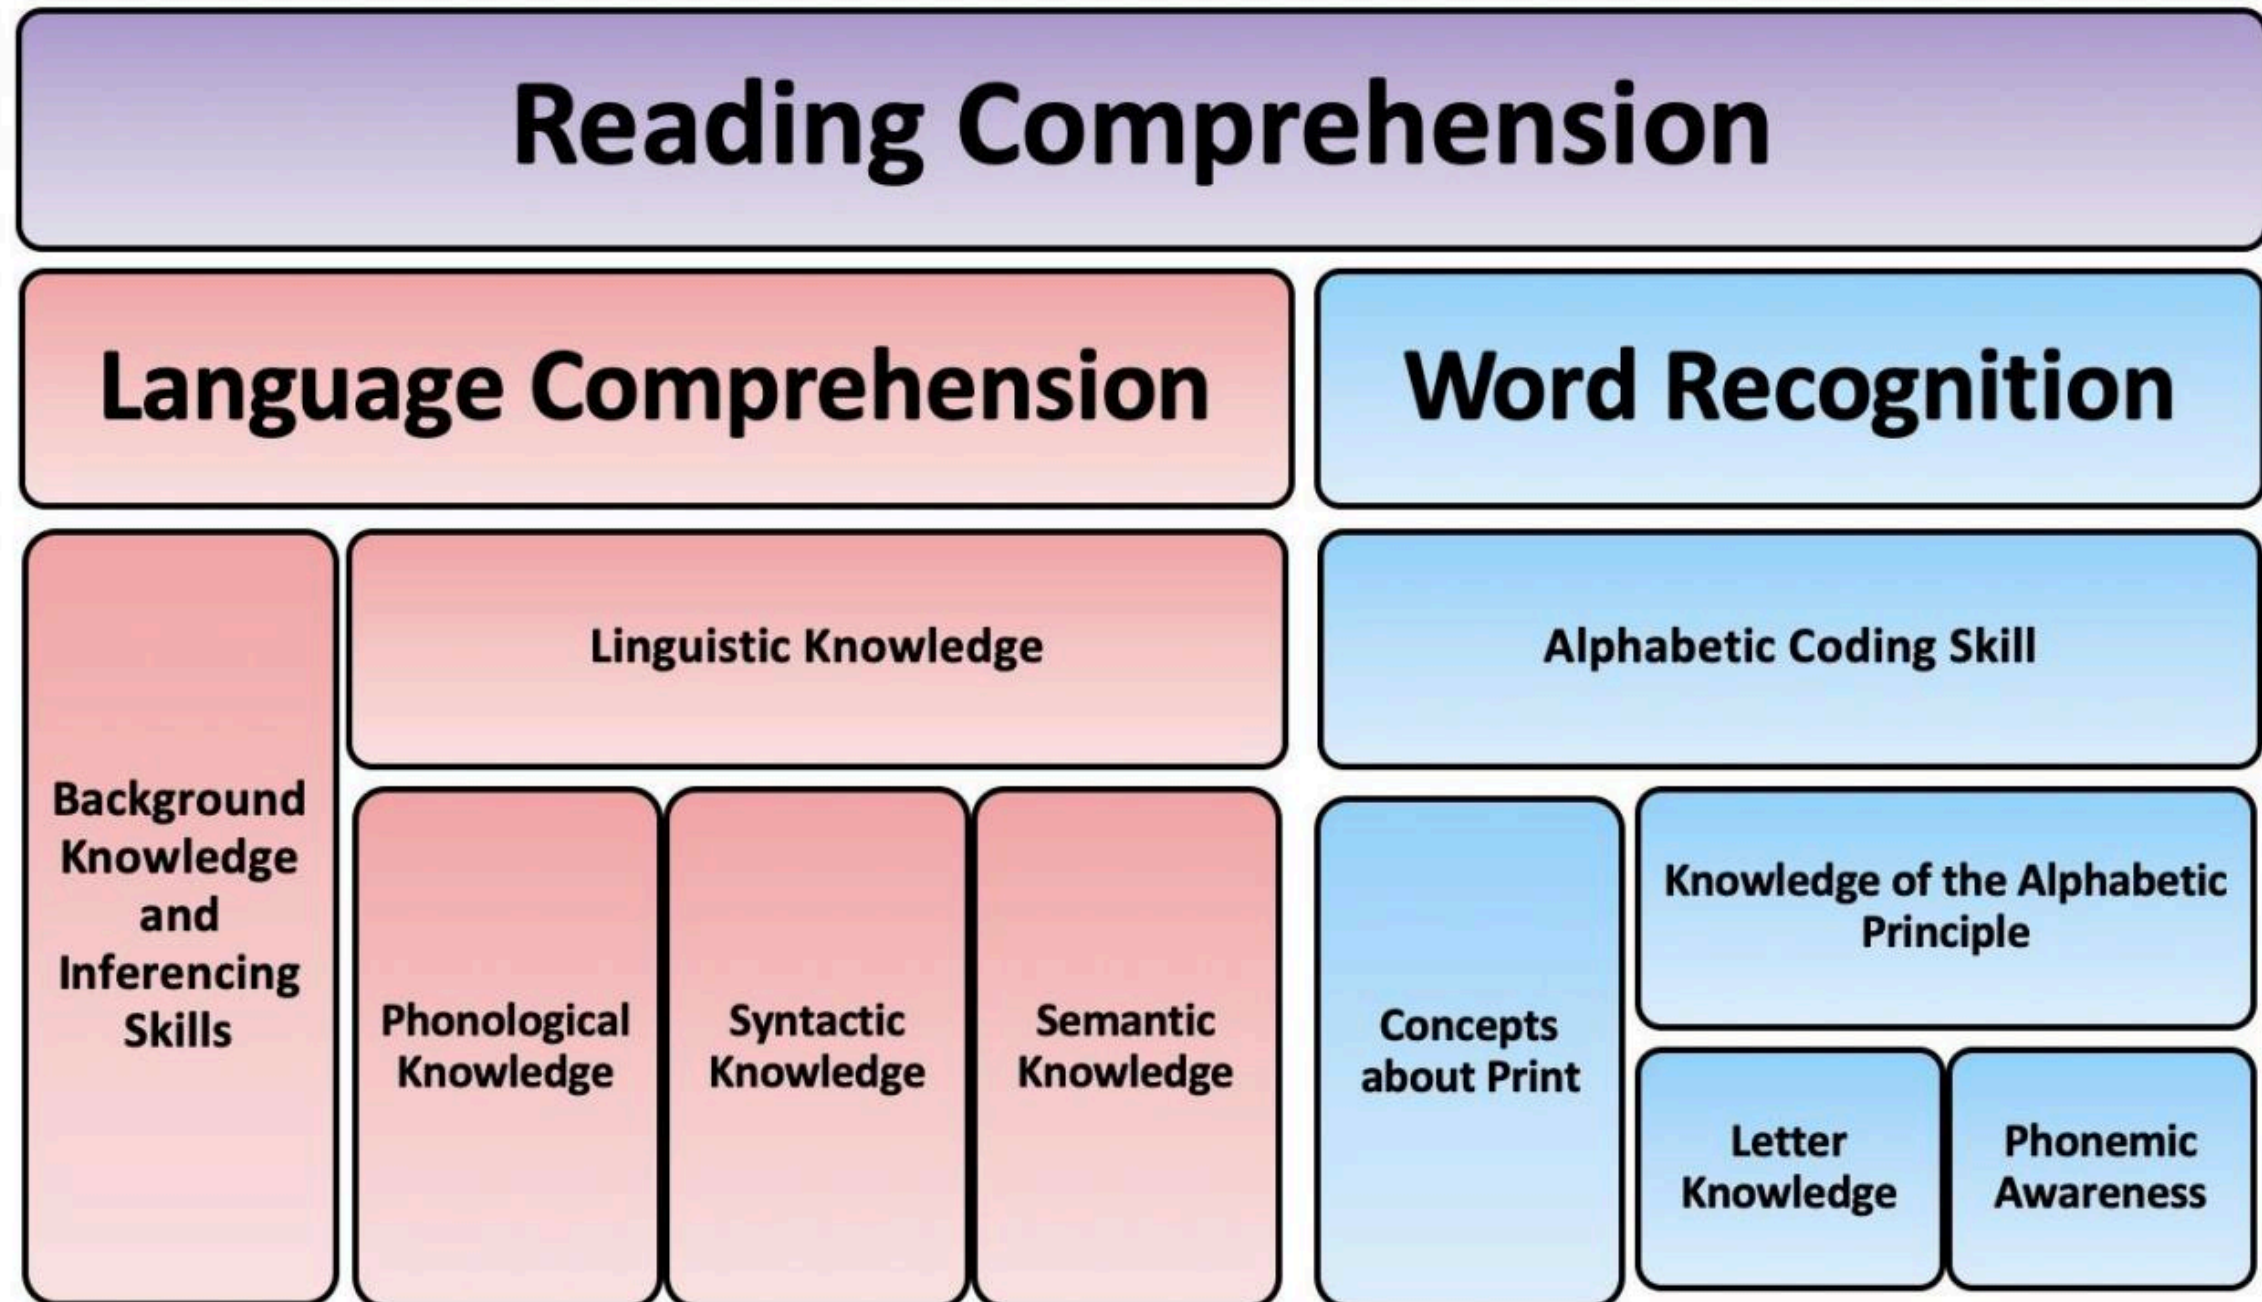 Reading Comprehension
Language Comprehension
Word Recognition
Background
Knowledge
and
Inferencing
Skills
Linguistic Knowledge
Phonological
Knowledge
Syntactic
Knowledge
Semantic
Knowledge
Alphabetic Coding Skill
Concepts
about Print
Knowledge of the Alphabetic
Principle
Letter
Knowledge
Phonemic
Awareness